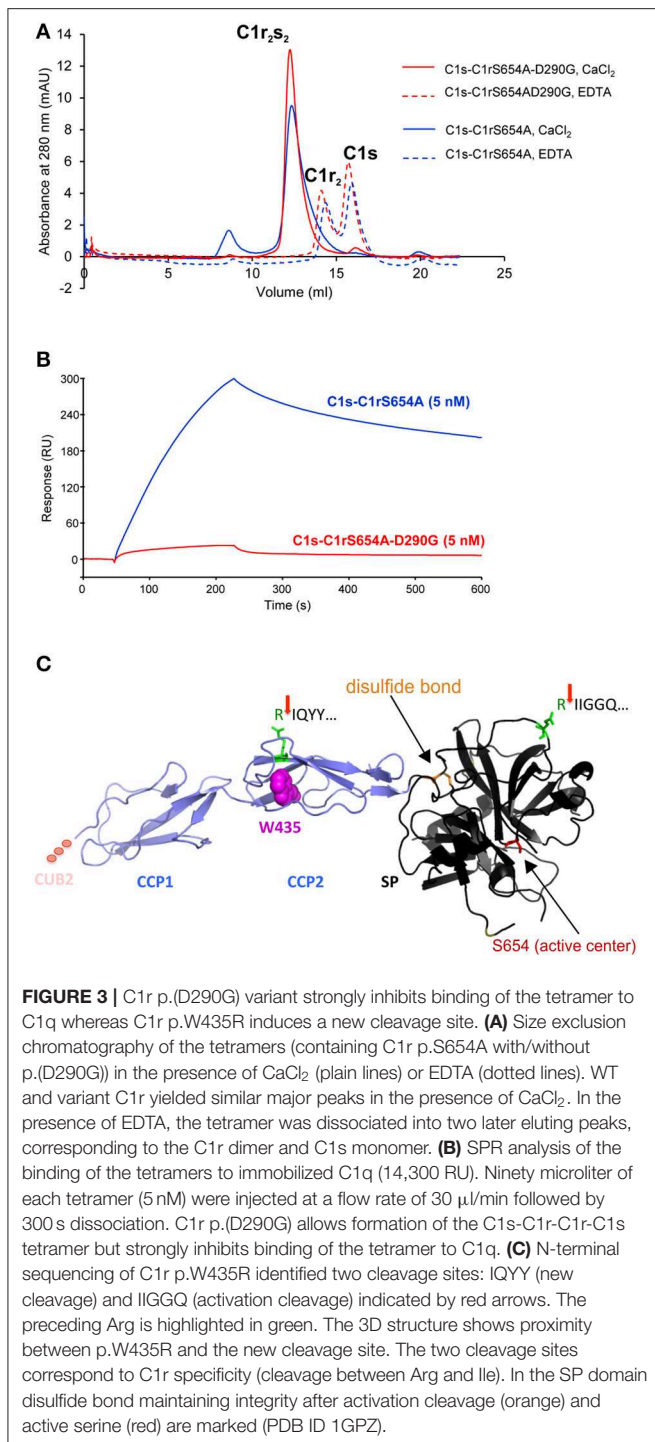 A
C1r₂s₂
C1s-C1rS654A-D290G, CaCl₂
C1s-C1rS654AD290G, EDTA
C1s-C1rS654A, CaCl₂
C1s-C1rS654A, EDTA
C1r₂
C1s
Absorbance at 280 nm (mAU)
14
12
10
8
6
4
2
0
-2
0 5 10 15 20 25
Volume (ml)
B
Response (RU)
300
240
180
120
60
0
C1s-C1rS654A (5 nM)
C1s-C1rS654A-D290G (5 nM)
0 100 200 300 400 500 600
Time (s)
C
R IQYY...
disulfide bond
R IIGGQ...
W435
CUB2
CCP1
CCP2
SP
S654 (active center)
FIGURE 3 | C1r p.(D290G) variant strongly inhibits binding of the tetramer to
C1q whereas C1r p.W435R induces a new cleavage site. (A) Size exclusion
chromatography of the tetramers (containing C1r p.S654A with/without
p.(D290G)) in the presence of CaCl₂ (plain lines) or EDTA (dotted lines). WT
and variant C1r yielded similar major peaks in the presence of CaCl₂. In the
presence of EDTA, the tetramer was dissociated into two later eluting peaks,
corresponding to the C1r dimer and C1s monomer. (B) SPR analysis of the
binding of the tetramers to immobilized C1q (14,300 RU). Ninety microliter of
each tetramer (5 nM) were injected at a flow rate of 30 μl/min followed by
300 s dissociation. C1r p.(D290G) allows formation of the C1s-C1r-C1r-C1s
tetramer but strongly inhibits binding of the tetramer to C1q. (C) N-terminal
sequencing of C1r p.W435R identified two cleavage sites: IQYY (new
cleavage) and IIGGQ (activation cleavage) indicated by red arrows. The
preceding Arg is highlighted in green. The 3D structure shows proximity
between p.W435R and the new cleavage site. The two cleavage sites
correspond to C1r specificity (cleavage between Arg and Ile). In the SP domain
disulfide bond maintaining integrity after activation cleavage (orange) and
active serine (red) are marked (PDB ID 1GPZ).